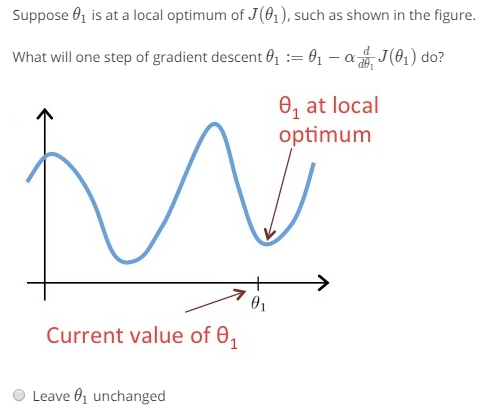 Suppose θ₁ is at a local optimum of J(θ₁), such as shown in the figure.
What will one step of gradient descent θ₁ := θ₁ − α d/dθ₁ J(θ₁) do?
θ₁ at local
optimum
θ₁
Current value of θ₁
Leave θ₁ unchanged